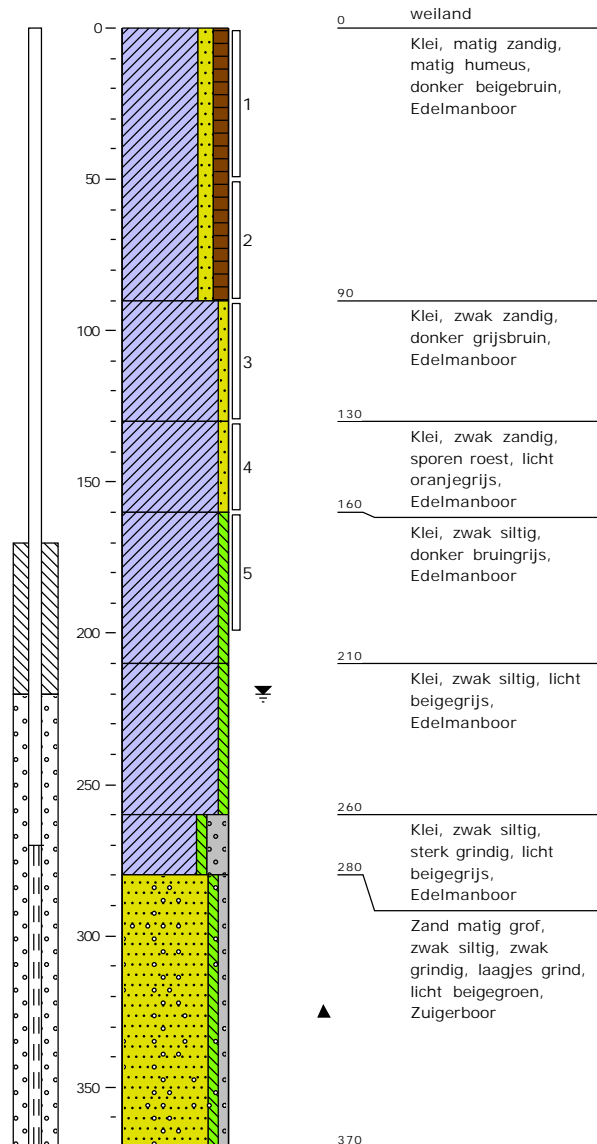 0
50
100
150
200
250
300
350
1
2
3
4
5
0
weiland
Klei, matig zandig,
matig humeus,
donker beigebruin,
Edelmanboor
90
Klei, zwak zandig,
donker grijsbruin,
Edelmanboor
130
Klei, zwak zandig,
sporen roest, licht
oranjegrijs,
Edelmanboor
160
Klei, zwak siltig,
donker bruingrijs,
Edelmanboor
210
Klei, zwak siltig, licht
beigegrijs,
Edelmanboor
260
Klei, zwak siltig,
sterk grindig, licht
beigegrijs,
Edelmanboor
280
Zand matig grof,
zwak siltig, zwak
grindig, laagjes grind,
licht beigegroen,
Zuigerboor
370